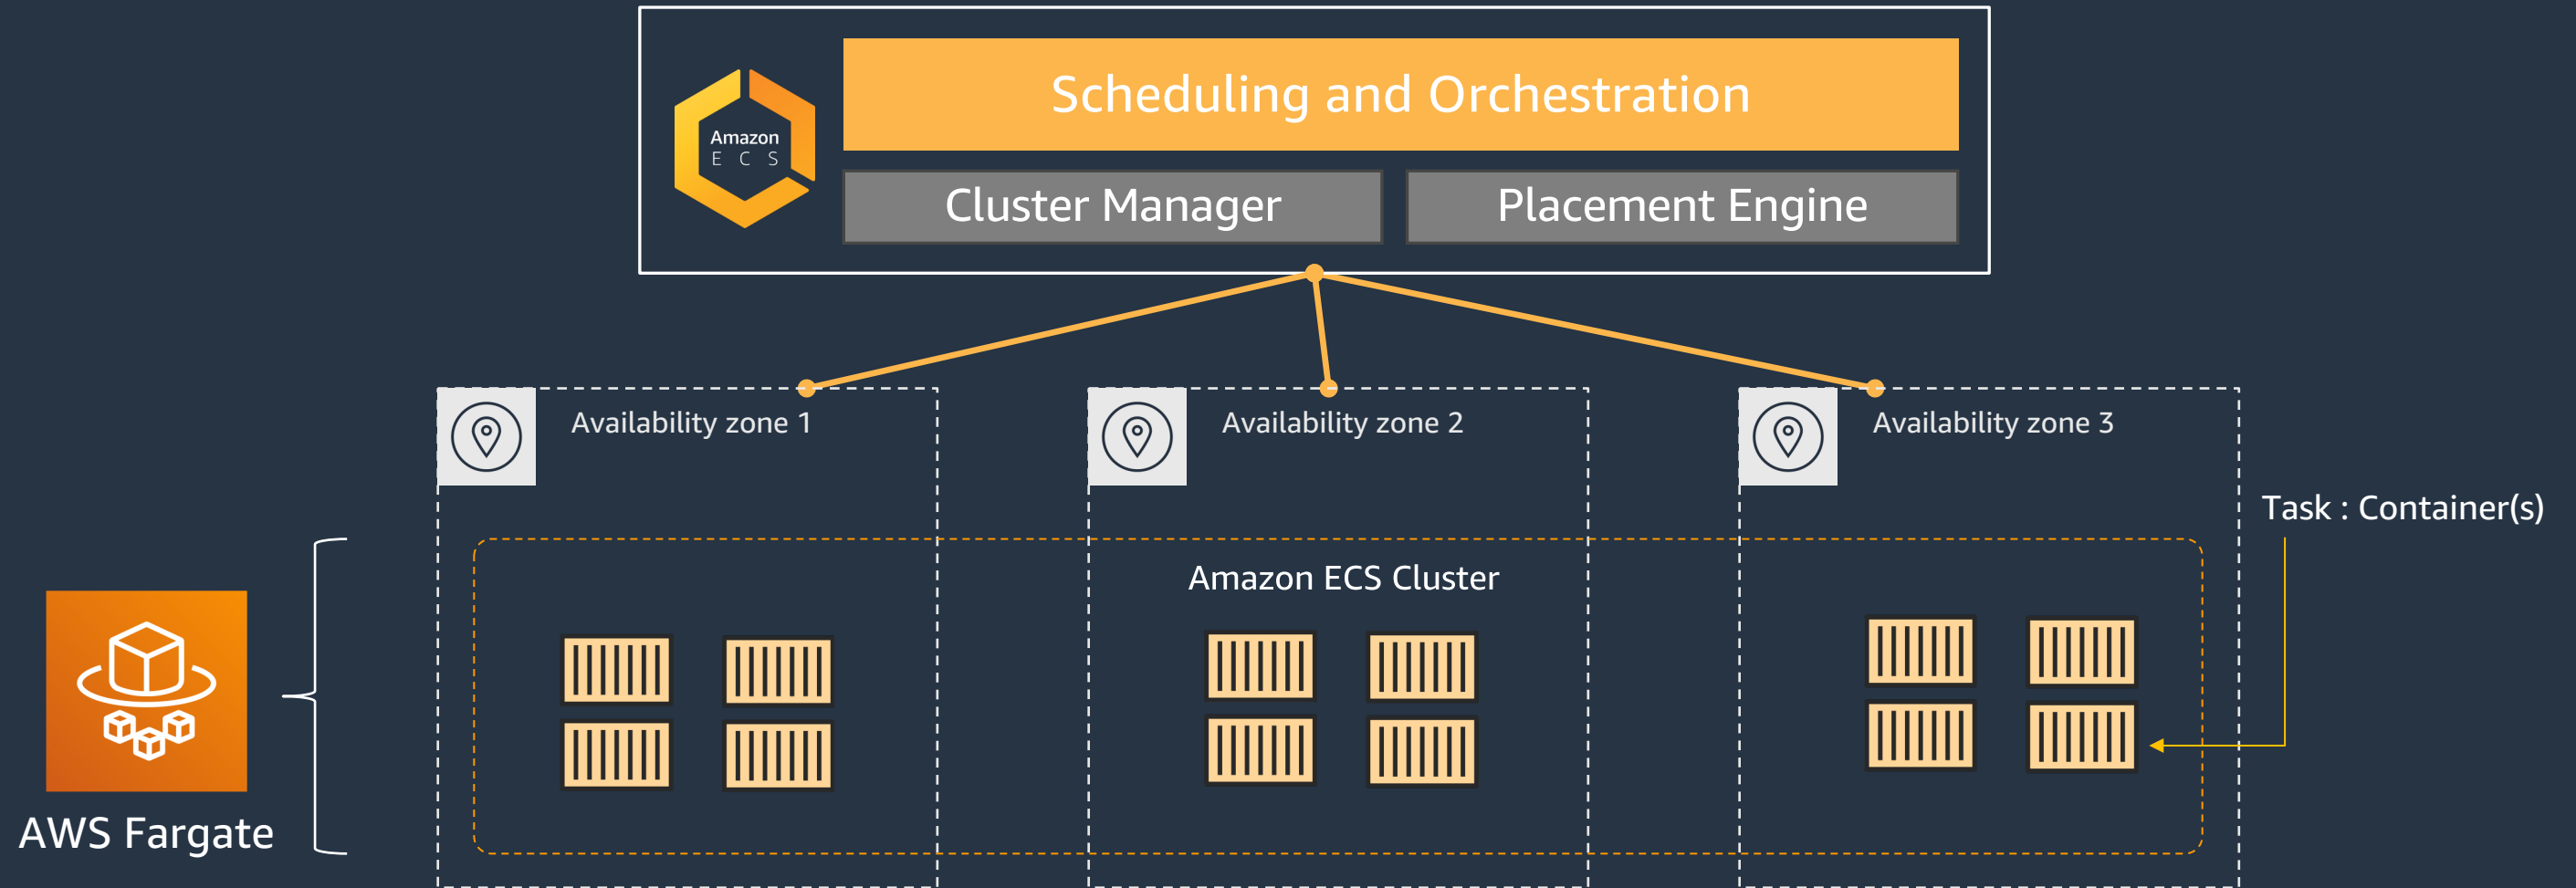 Scheduling and Orchestration
Amazon
E C S
Cluster Manager
Placement Engine
Availability zone 1
Availability zone 2
Availability zone 3
Task : Container(s)
Amazon ECS Cluster
AWS Fargate